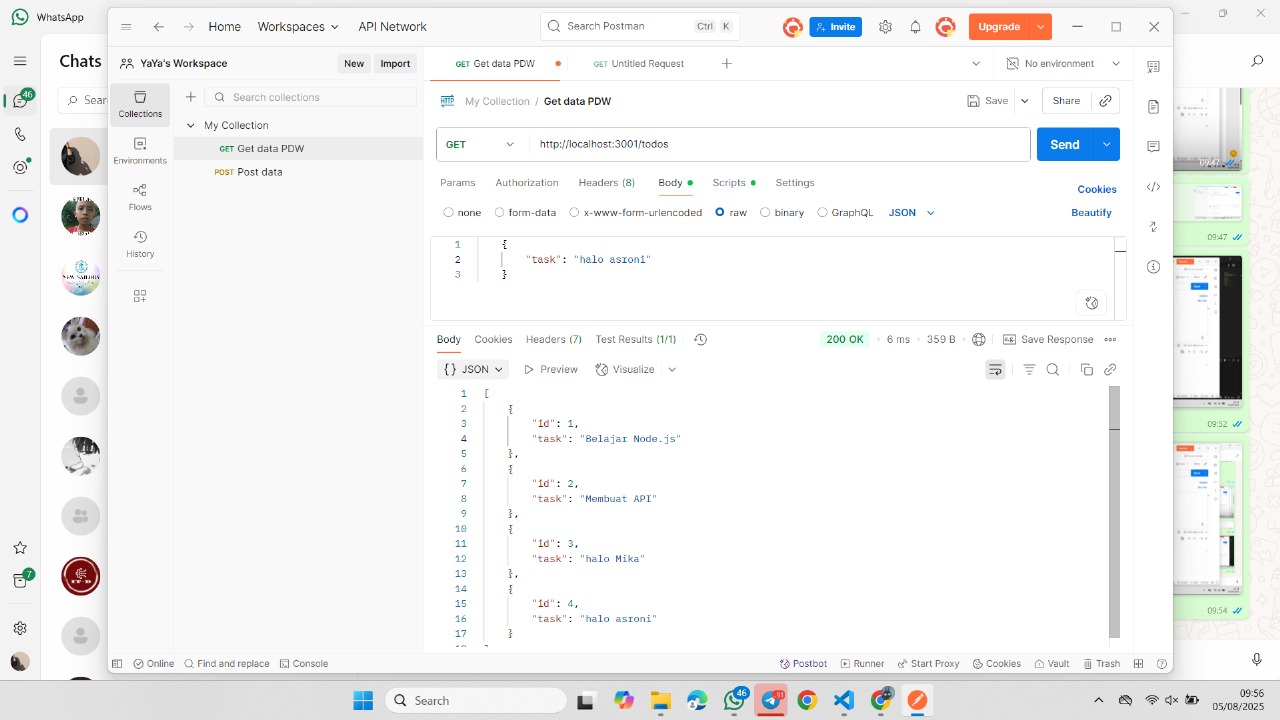 WhatsApp
Home Workspaces API Network
Search Postman Ctrl K
Invite
Upgrade
Chats
YaYa's Workspace
New Import
GET Get data PDW
GET Untitled Request
No environment
46
Sear
Collections
Search collections
My Collection
GET Get data PDW
POST Post data
Environments
Flows
History
HTTP My Collection / Get data PDW
Save
Share
GET
http://localhost:3001/todos
Send
Params Authorization Headers (8) Body Scripts Settings
Cookies
none form-data x-www-form-urlencoded raw binary GraphQL JSON
Beautify
1 {
2 "task": "halo asroni"
3
Body Cookies Headers (7) Test Results (1/1)
200 OK 6 ms 359 B Save Response
{} JSON Preview Visualize
1 [
2 {
3 "id": 1,
4 "task": "Belajar Node.js"
5 },
6 {
7 "id": 2,
8 "task": "Membuat API"
9 },
10 {
11 "id": 3,
12 "task": "halo Mika"
13 },
14 {
15 "id": 4,
16 "task": "halo asroni"
17 }
09:47
09:47
09:52
09:54
7
Online Find and replace Console
Postbot Runner Start Proxy Cookies Vault Trash
Search
46
91
09:56
05/08/2025